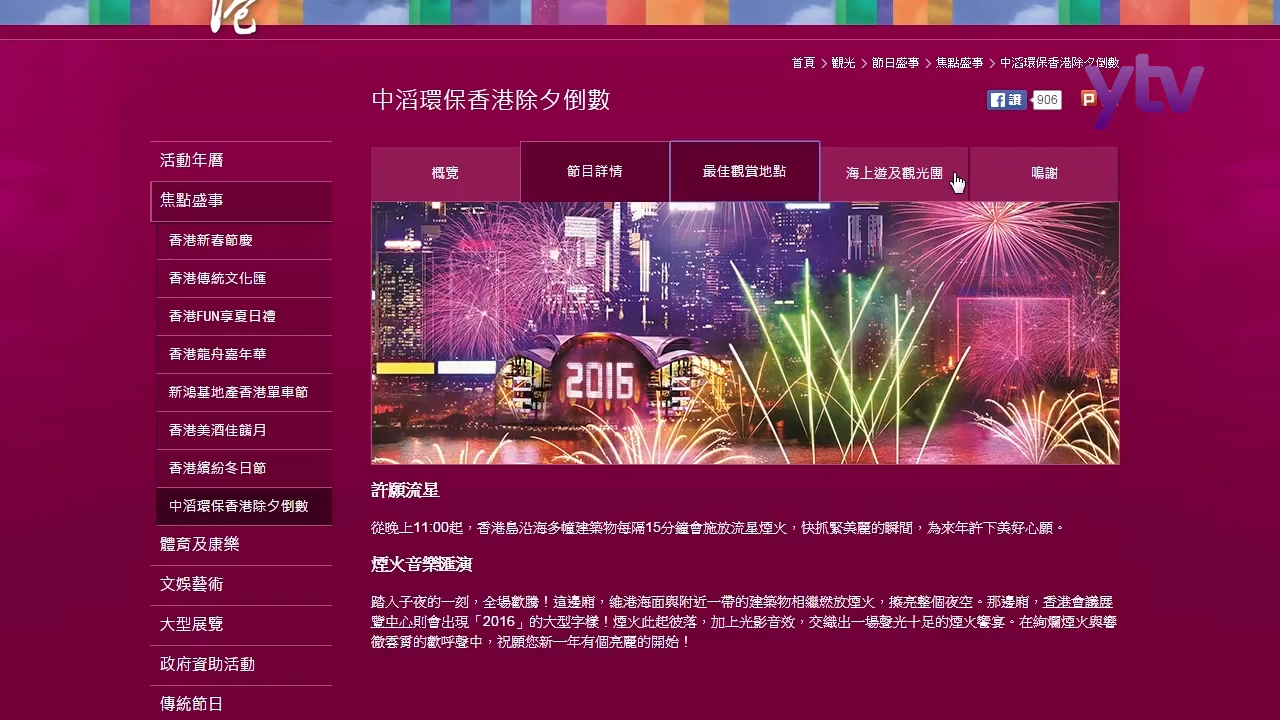 港
首頁 > 觀光 > 節日盛事 > 焦點盛事 > 中滔環保香港除夕倒數
ytv
中滔環保香港除夕倒數
讚 906
活動年曆
焦點盛事
香港新春節慶
香港傳統文化匯
香港FUN享夏日禮
香港龍舟嘉年華
新鴻基地產香港單車節
香港美酒佳餚月
香港繽紛冬日節
中滔環保香港除夕倒數
體育及康樂
文娛藝術
大型展覽
政府資助活動
傳統節日
概覽
節目詳情
最佳觀賞地點
海上遊及觀光團
鳴謝
2016
許願流星
從晚上11:00起，香港島沿海多幢建築物每隔15分鐘會施放流星煙火，快抓緊美麗的瞬間，為來年許下美好心願。
煙火音樂匯演
踏入子夜的一刻，全場歡騰！這邊廂，維港海面與附近一帶的建築物相繼燃放煙火，擦亮整個夜空。那邊廂，香港會議展
覽中心則會出現「2016」的大型字樣！煙火此起彼落，加上光影音效，交織出一場聲光十足的煙火饗宴。在絢爛煙火與響
徹雲霄的歡呼聲中，祝願您新一年有個亮麗的開始！